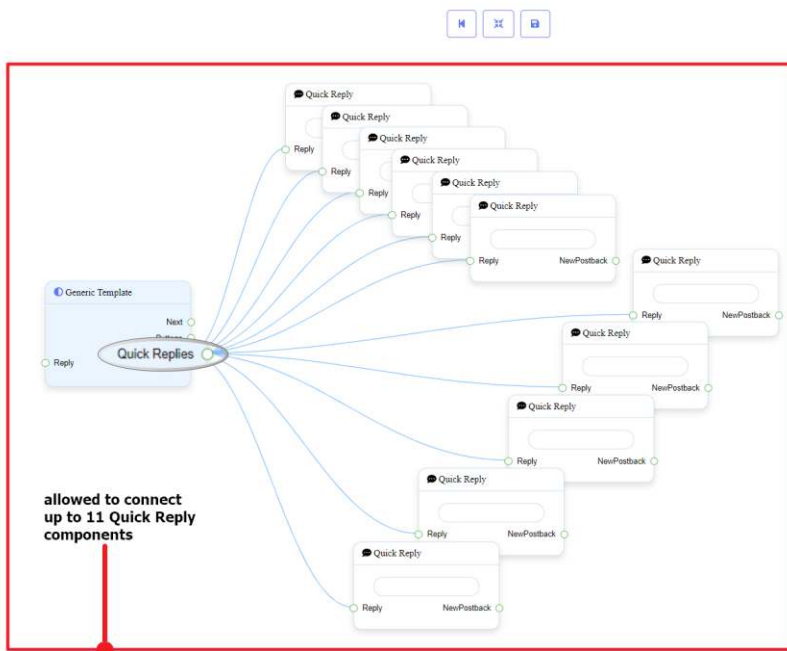 Quick Reply
Quick Reply
Quick Reply
Quick Reply
Quick Reply
Quick Reply
Reply
Reply
Reply
Reply
Reply
Reply
NewPostback
Quick Reply
Reply
NewPostback
Generic Template
Next
Quick Replies
Reply
Quick Reply
Reply
NewPostback
Quick Reply
Reply
NewPostback
Quick Reply
Reply
NewPostback
Quick Reply
Reply
NewPostback
allowed to connect
up to 11 Quick Reply
components